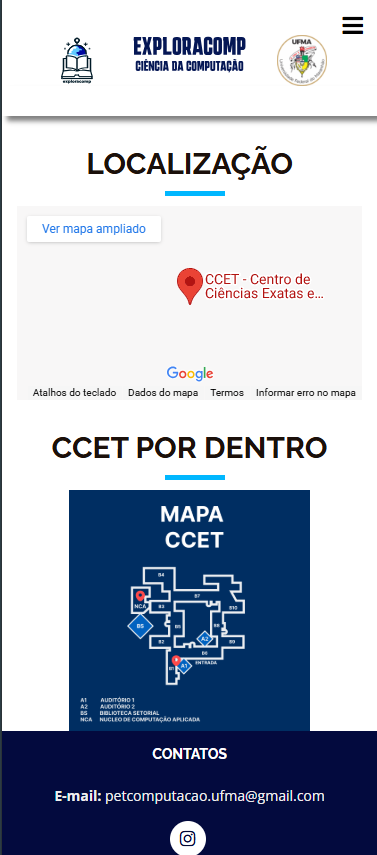 exploracomp
EXPLORACOMP
CIÊNCIA DA COMPUTAÇÃO
UFMA
LOCALIZAÇÃO
Ver mapa ampliado
CCET - Centro de
Ciências Exatas e...
Google
Atalhos do teclado Dados do mapa Termos Informar erro no mapa
CCET POR DENTRO
MAPA
CCET
B4
NCA
B3
B7
B10
BS
B5
B8
A2
B2
B6
B9
A1
ENTRADA
A1 AUDITÓRIO 1
A2 AUDITÓRIO 2
BS BIBLIOTECA SETORIAL
NCA NUCLEO DE COMPUTAÇÃO APLICADA
CONTATOS
E-mail: petcomputacao.ufma@gmail.com